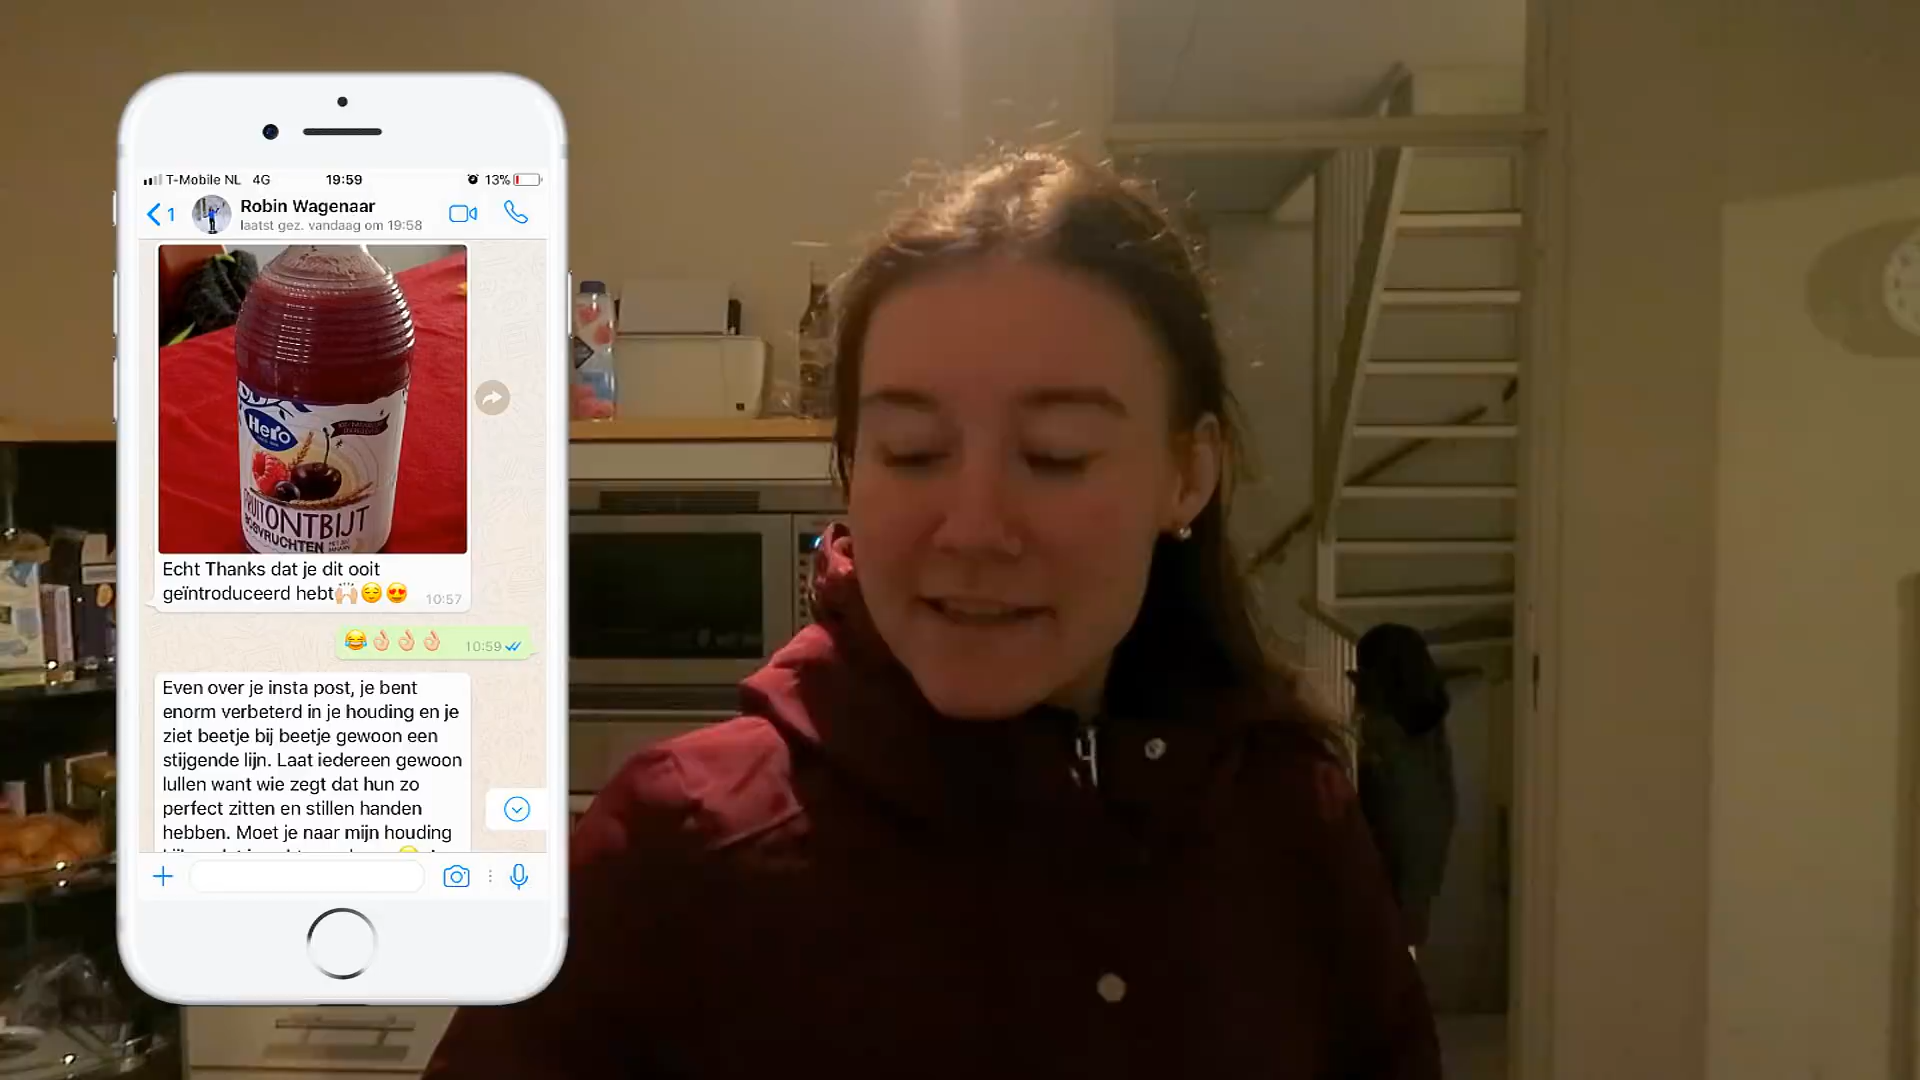 T-Mobile NL 4G 19:59 13%
1 Robin Wagenaar
laatst gez. vandaag om 19:58
Hero
FRUITONTBIJT
BOSVRUCHTEN
Echt Thanks dat je dit ooit
geïntroduceerd hebt🙌🏻😌😍 10:57
😂👌🏻👌🏻👌🏻 10:59
Even over je insta post, je bent
enorm verbeterd in je houding en je
ziet beetje bij beetje gewoon een
stijgende lijn. Laat iedereen gewoon
lullen want wie zegt dat hun zo
perfect zitten en stillen handen
hebben. Moet je naar mijn houding